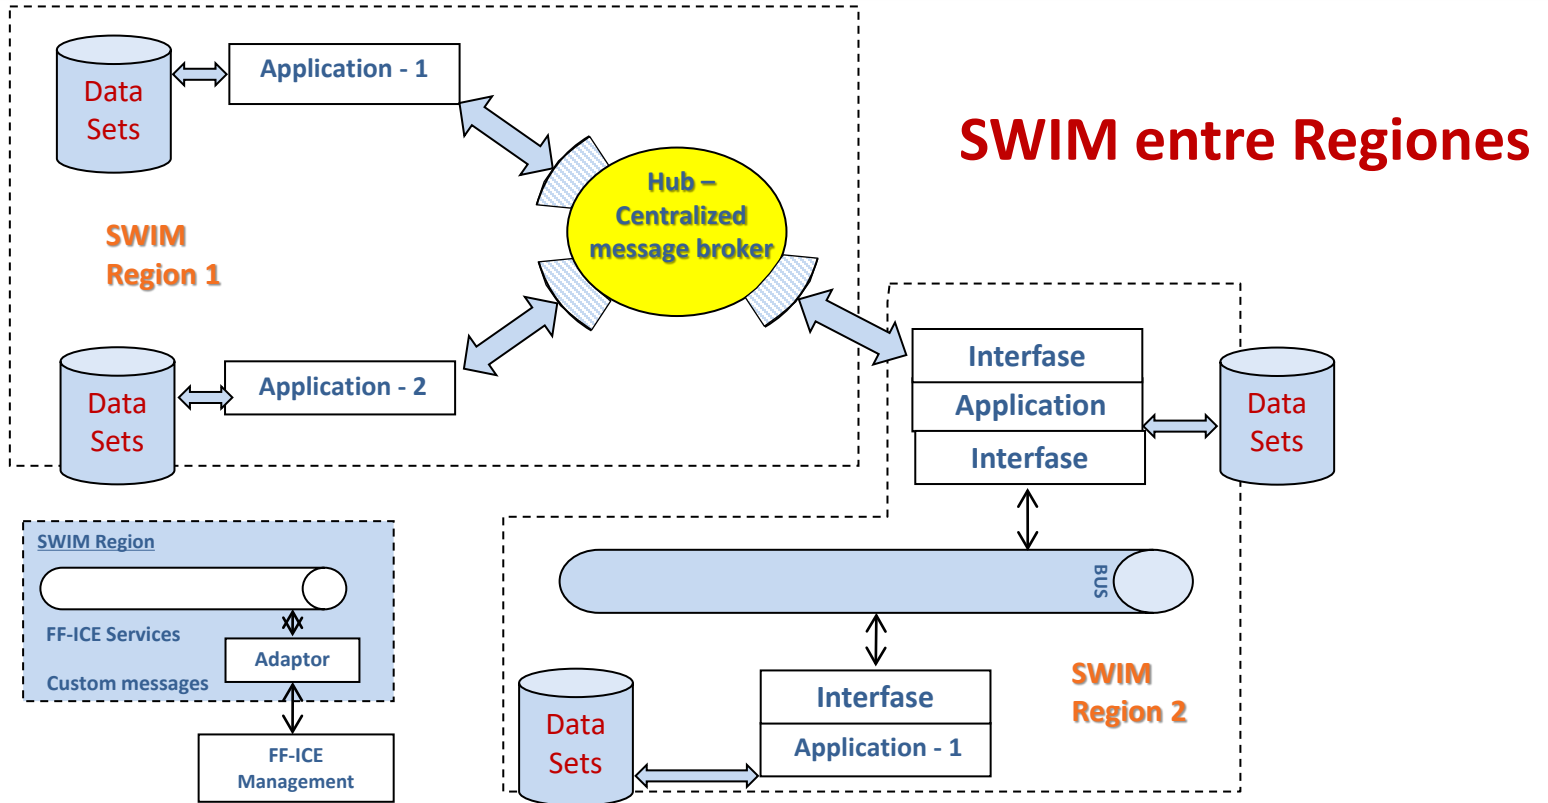 SWIM entre Regiones
Data
Sets
Application - 1
Hub –
Centralized
message broker
SWIM
Region 1
Data
Sets
Application - 2
Interfase
Application
Interfase
Data
Sets
BUS
SWIM Region
FF-ICE Services
Adaptor
Custom messages
FF-ICE
Management
Data
Sets
Interfase
Application - 1
SWIM
Region 2